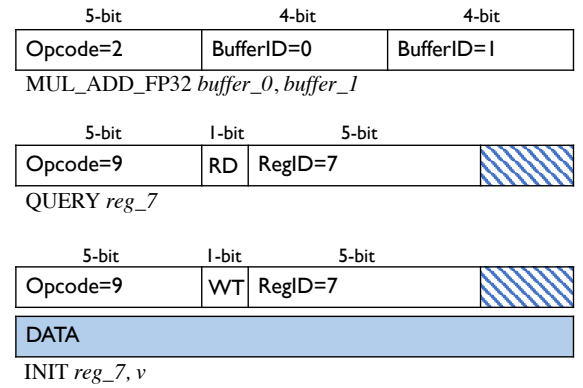 5-bit 4-bit 4-bit
Opcode=2 BufferID=0 BufferID=1
MUL_ADD_FP32 buffer_0, buffer_1
5-bit 1-bit 5-bit
Opcode=9 RD RegID=7
QUERY reg_7
5-bit 1-bit 5-bit
Opcode=9 WT RegID=7
DATA
INIT reg_7, v